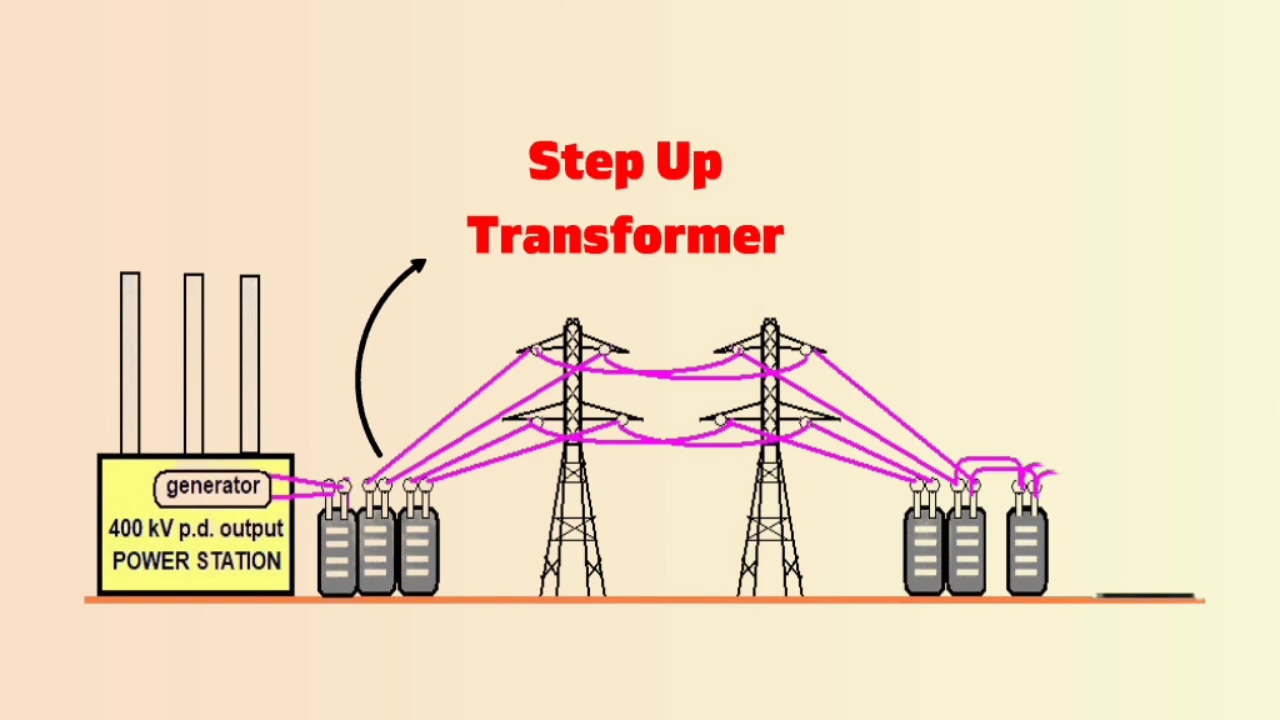 Step Up
Transformer
generator
400 kV p.d. output
POWER STATION